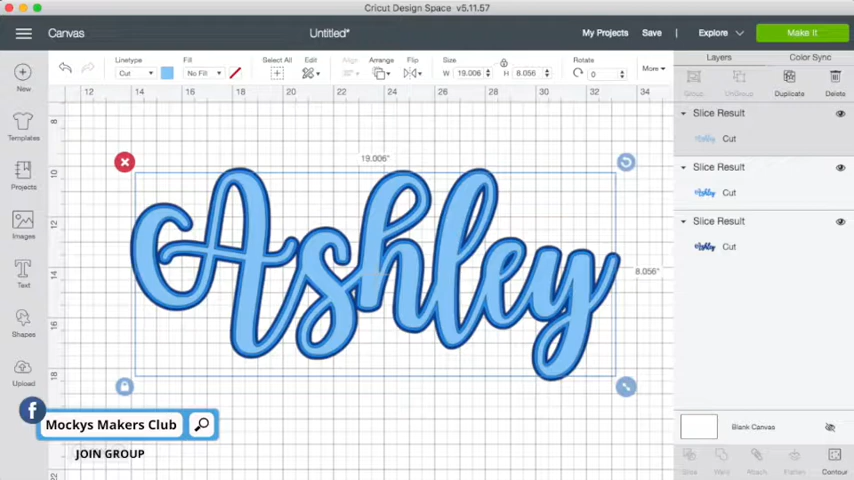 Cricut Design Space v5.11.57
Canvas
Untitled*
My Projects
Save
|
Explore
Make It
Linetype
Cut
Fill
No Fill
Select All
Edit
Align
Arrange
Flip
Size
W 19.006
H 8.056
Rotate
0
More
Layers
Color Sync
Group
UnGroup
Duplicate
Delete
New
Templates
Projects
Images
Text
Shapes
Upload
12 14 16 18 20 22 24 26 28 30 32 34
8
10
12
14
16
18
22
19.006"
8.056"
Ashley
Slice Result
Cut
Slice Result
Ashley Cut
Slice Result
Ashley Cut
Blank Canvas
Slice
Weld
Attach
Flatten
Contour
f
Mockys Makers Club
JOIN GROUP